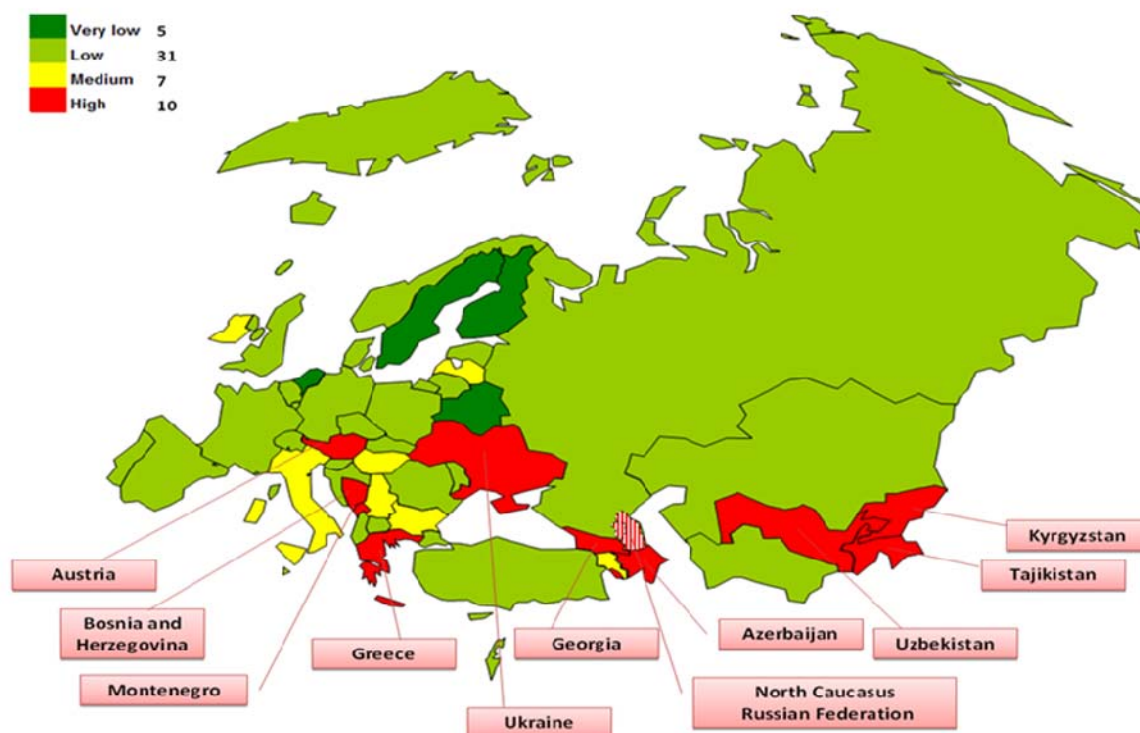 Very low 5
Low 31
Medium 7
High 10
Kyrgyzstan
Austria
Tajikistan
Bosnia and
Herzegovina
Greece
Georgia
Azerbaijan
Uzbekistan
Montenegro
Ukraine
North Caucasus
Russian Federation